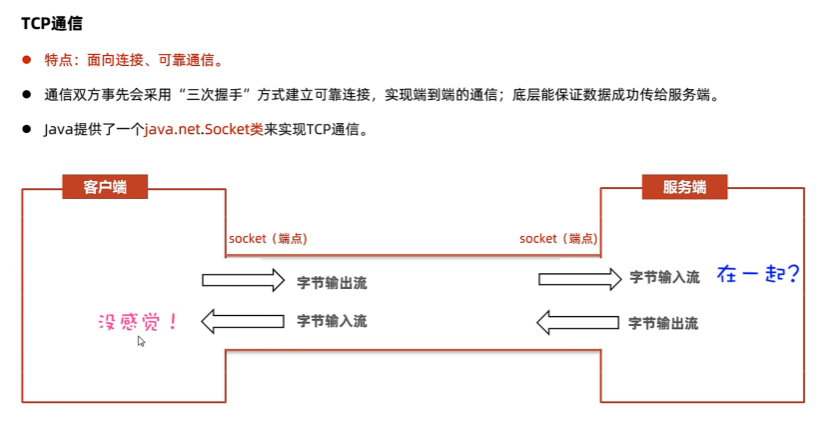 TCP通信
特点：面向连接、可靠通信。
通信双方事先会采用“三次握手”方式建立可靠连接，实现端到端的通信；底层能保证数据成功传给服务端。
Java提供了一个java.net.Socket类来实现TCP通信。
客户端
服务端
socket（端点)
socket（端点)
字节输出流
字节输入流
在一起？
没感觉！
字节输入流
字节输出流